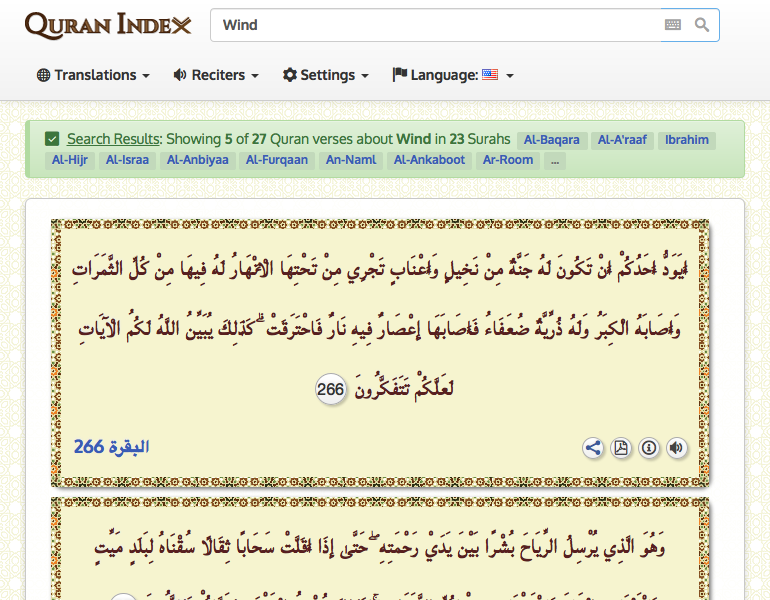 QURAN INDEX
Wind
Translations Reciters Settings Language:
Search Results: Showing 5 of 27 Quran verses about Wind in 23 Surahs Al-Baqara Al-A'raaf Ibrahim
Al-Hijr Al-Israa Al-Anbiyaa Al-Furqaan An-Naml Al-Ankaboot Ar-Room ...
أَيَوَدُّ أَحَدُكُمْ أَنْ تَكُونَ لَهُ جَنَّةٌ مِنْ نَخِيلٍ وَأَعْنَابٍ تَجْرِي مِنْ تَحْتِهَا الْأَنْهَارُ لَهُ فِيهَا مِنْ كُلِّ الثَّمَرَاتِ
وَأَصَابَهُ الْكِبَرُ وَلَهُ ذُرِّيَّةٌ ضُعَفَاءُ فَأَصَابَهَا إِعْصَارٌ فِيهِ نَارٌ فَاحْتَرَقَتْ ۗ كَذَٰلِكَ يُبَيِّنُ اللَّهُ لَكُمُ الْآيَاتِ
لَعَلَّكُمْ تَتَفَكَّرُونَ 266
البقرة 266
وَهُوَ الَّذِي يُرْسِلُ الرِّيَاحَ بُشْرًا بَيْنَ يَدَيْ رَحْمَتِهِ ۖ حَتَّىٰ إِذَا أَقَلَّتْ سَحَابًا ثِقَالًا سُقْنَاهُ لِبَلَدٍ مَيِّتٍ